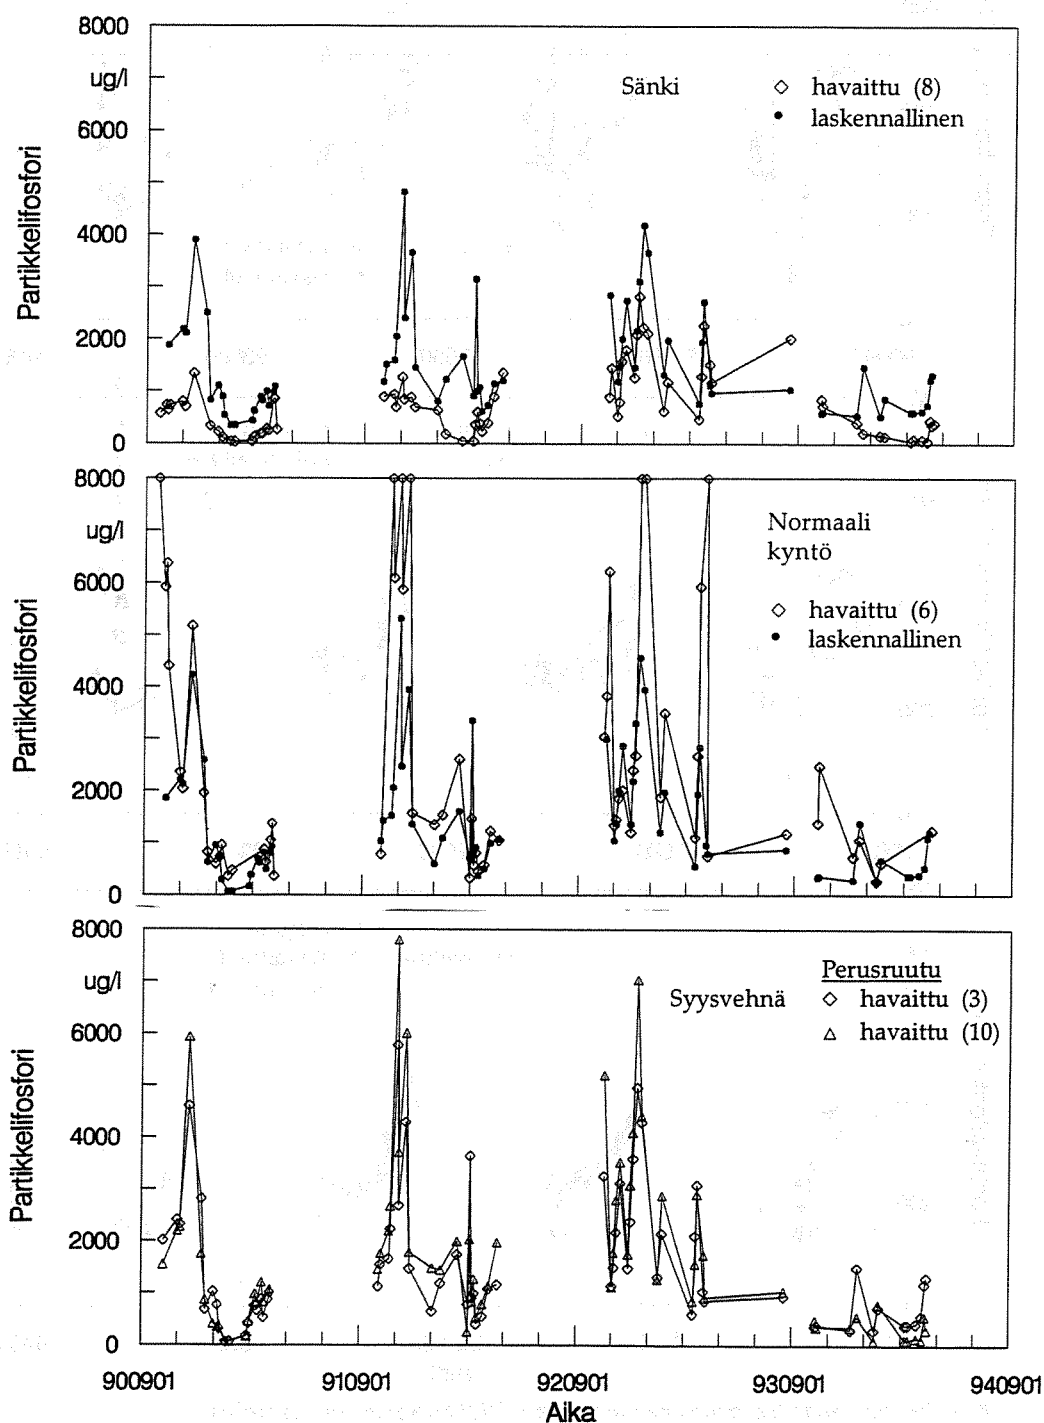 8000
ug/l
6000
4000
2000
0
Partikkelifosfori
Sänki
havaittu (8)
laskennallinen
8000
ug/l
6000
4000
2000
0
Partikkelifosfori
Normaali
kyntö
havaittu (6)
laskennallinen
8000
ug/l
6000
4000
2000
0
Partikkelifosfori
Perusruutu
Syysvehnä havaittu (3)
havaittu (10)
900901 910901 920901 930901 940901
Aika